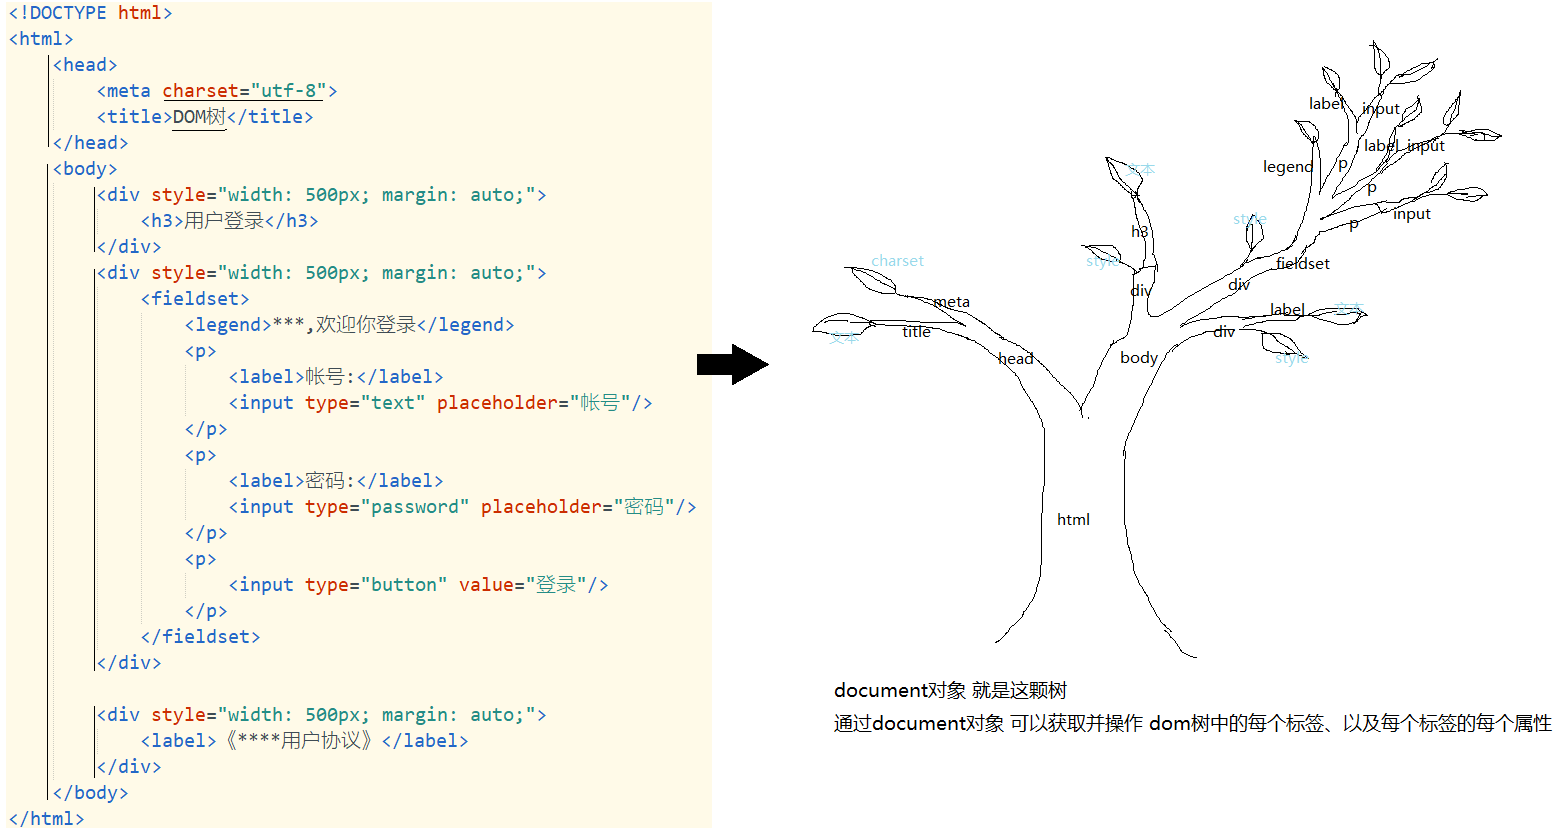 <!DOCTYPE html>
<html>
<head>
<meta charset="utf-8">
<title>DOM树</title>
</head>
<body>
<div style="width: 500px; margin: auto;">
<h3>用户登录</h3>
</div>
<div style="width: 500px; margin: auto;">
<fieldset>
<legend>***,欢迎你登录</legend>
<p>
<label>帐号:</label>
<input type="text" placeholder="帐号"/>
</p>
<p>
<label>密码:</label>
<input type="password" placeholder="密码"/>
</p>
<p>
<input type="button" value="登录"/>
</p>
</fieldset>
</div>
<div style="width: 500px; margin: auto;">
<label>《****用户协议》</label>
</div>
</body>
</html>
label
input
label input
legend
p
文本
p
input
style
p
h3
charset
style
fieldset
div
div
meta
label
文本
title
div
文本
head
body
style
html
document对象 就是这颗树
通过document对象 可以获取并操作 dom树中的每个标签、以及每个标签的每个属性